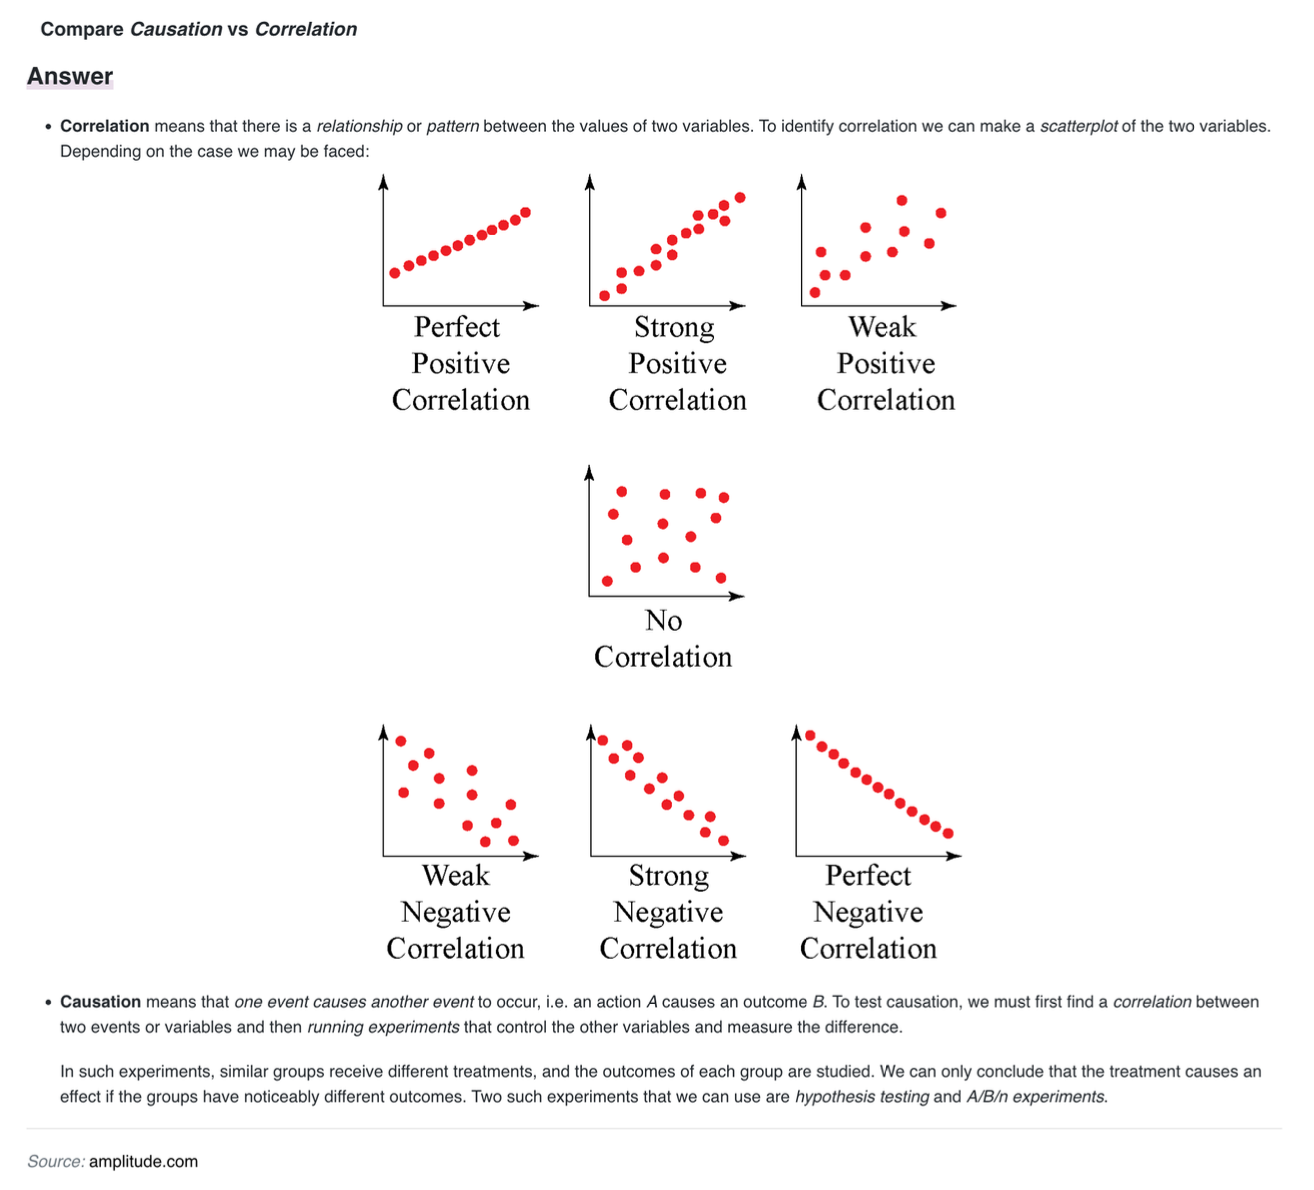 Compare Causation vs Correlation
Answer
• Correlation means that there is a relationship or pattern between the values of two variables. To identify correlation we can make a scatterplot of the two variables.
Depending on the case we may be faced:
Perfect Strong Weak
Positive Positive Positive
Correlation Correlation Correlation
No
Correlation
Weak Strong Perfect
Negative Negative Negative
Correlation Correlation Correlation
• Causation means that one event causes another event to occur, i.e. an action A causes an outcome B. To test causation, we must first find a correlation between
two events or variables and then running experiments that control the other variables and measure the difference.
In such experiments, similar groups receive different treatments, and the outcomes of each group are studied. We can only conclude that the treatment causes an
effect if the groups have noticeably different outcomes. Two such experiments that we can use are hypothesis testing and A/B/n experiments.
Source: amplitude.com